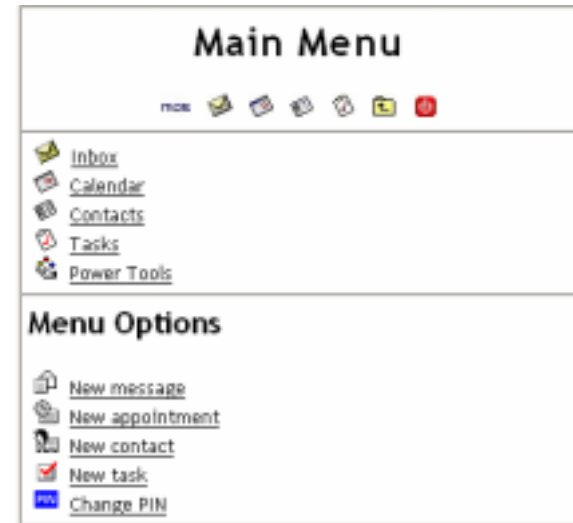 Main Menu
Inbox
Calendar
Contacts
Tasks
Power Tools
Menu Options
New message
New appointment
New contact
New task
PIN Change PIN